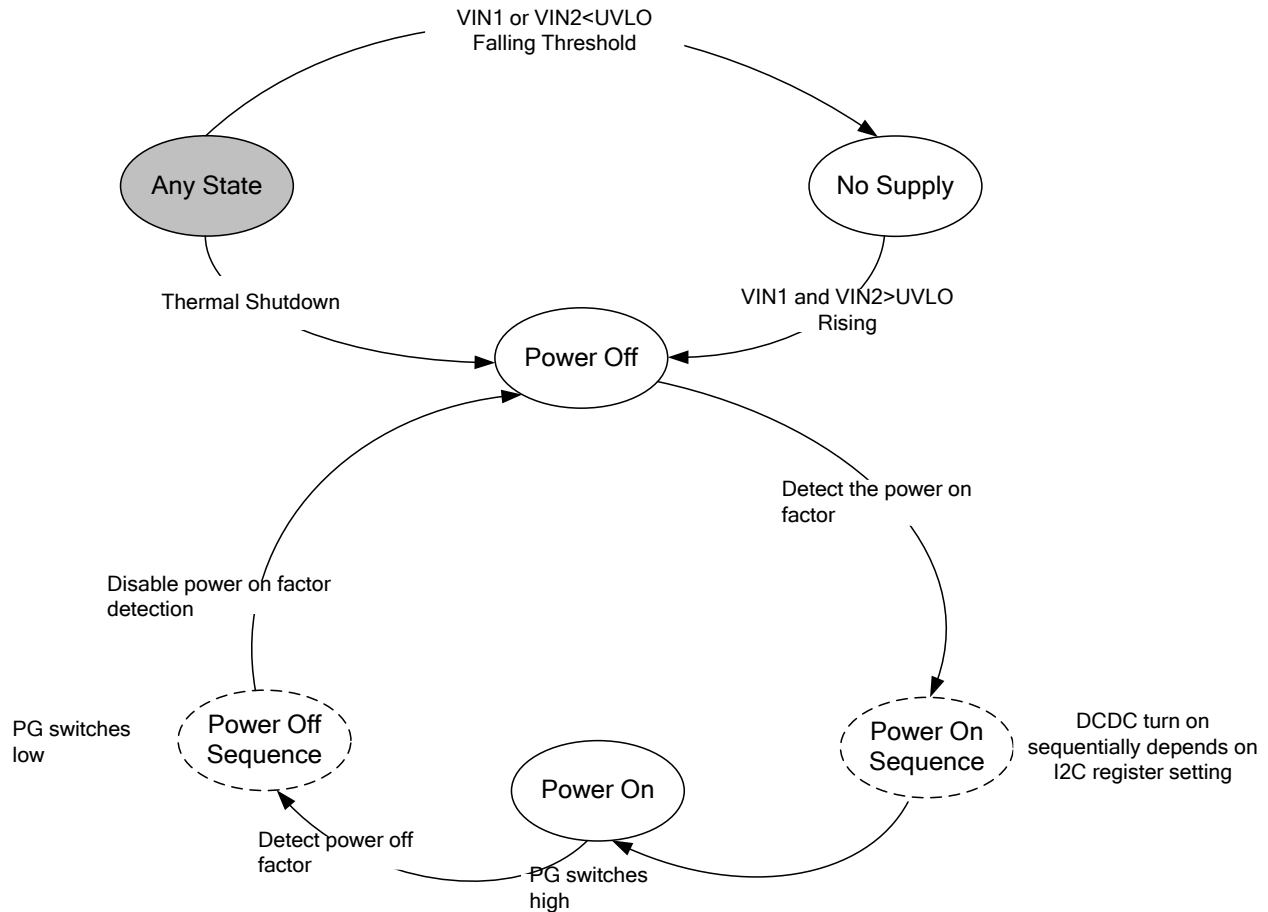 VIN1 or VIN2<UVLO
Falling Threshold
Any State
No Supply
Thermal Shutdown
VIN1 and VIN2>UVLO
Rising
Power Off
Detect the power on
factor
Disable power on factor
detection
PG switches
low
Power Off
Sequence
Power On
Sequence
DCDC turn on
sequentially depends on
I2C register setting
Power On
Detect power off
factor
PG switches
high